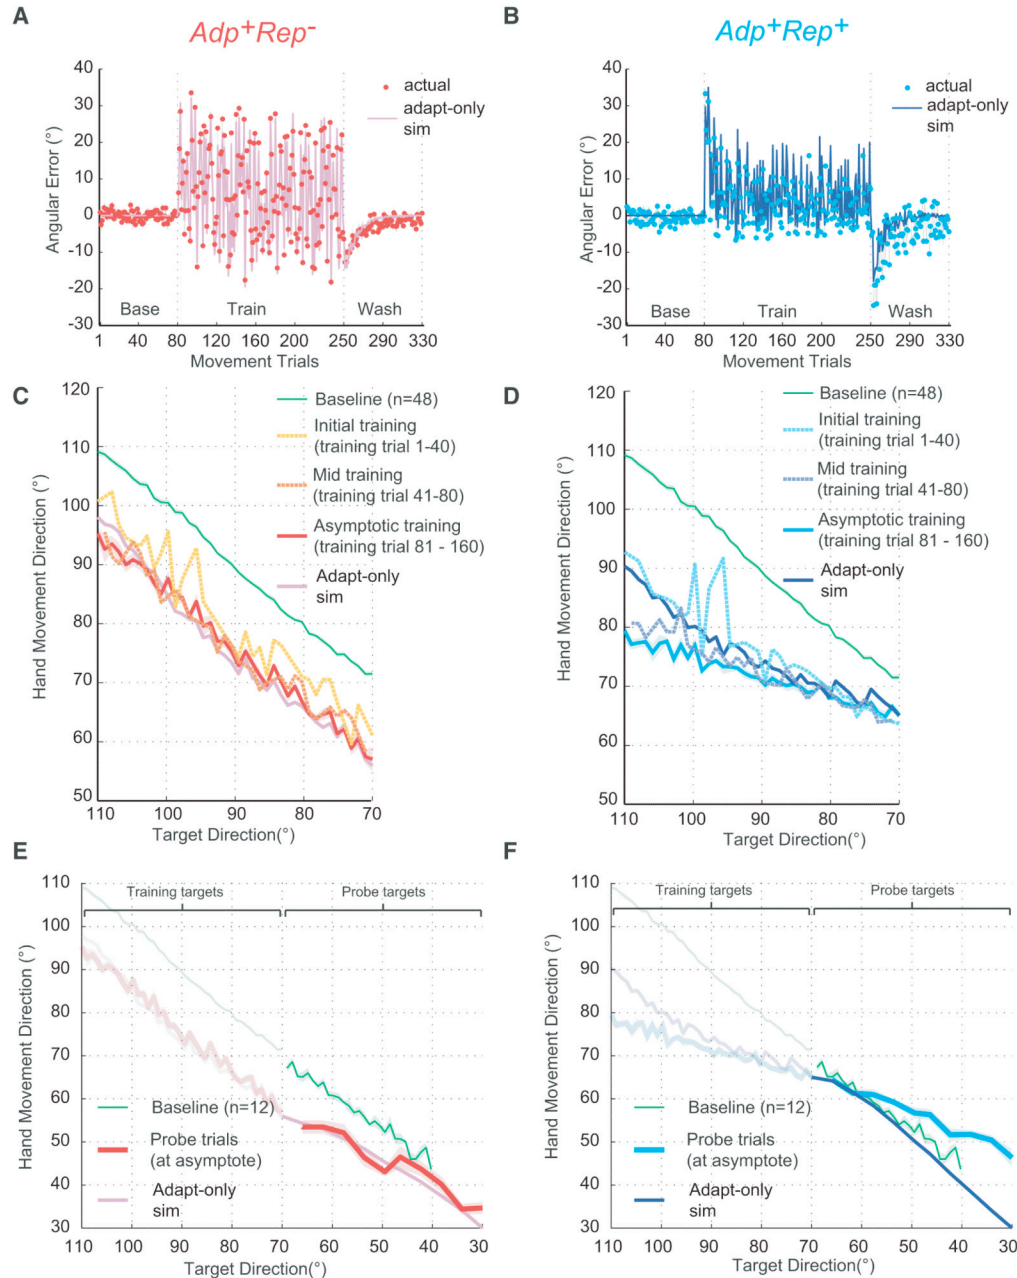 A
Adp+Rep-
40
30
20
10
0
-10
-20
-30
Angular Error (°)
actual
adapt-only
sim
Base
Train
Wash
1 40 80 120 160 200 250 290 330
Movement Trials
B
Adp+Rep+
40
30
20
10
0
-10
-20
-30
Angular Error (°)
actual
adapt-only
sim
Base
Train
Wash
1 40 80 120 160 200 250 290 330
Movement Trials
C
120
110
100
90
80
70
60
50
Hand Movement Direction (°)
Baseline (n=48)
Initial training
(training trial 1-40)
Mid training
(training trial 41-80)
Asymptotic training
(training trial 81 - 160)
Adapt-only
sim
110 100 90 80 70
Target Direction(°)
D
120
110
100
90
80
70
60
50
Hand Movement Direction (°)
Baseline (n=48)
Initial training
(training trial 1-40)
Mid training
(training trial 41-80)
Asymptotic training
(training trial 81 - 160)
Adapt-only
sim
110 100 90 80 70
Target Direction(°)
E
110
100
90
80
70
60
50
40
30
Hand Movement Direction (°)
Training targets
Probe targets
Baseline (n=12)
Probe trials
(at asymptote)
Adapt-only
sim
110 100 90 80 70 60 50 40 30
Target Direction(°)
F
110
100
90
80
70
60
50
40
30
Hand Movement Direction (°)
Training targets
Probe targets
Baseline (n=12)
Probe trials
(at asymptote)
Adapt-only
sim
110 100 90 80 70 60 50 40 30
Target Direction(°)